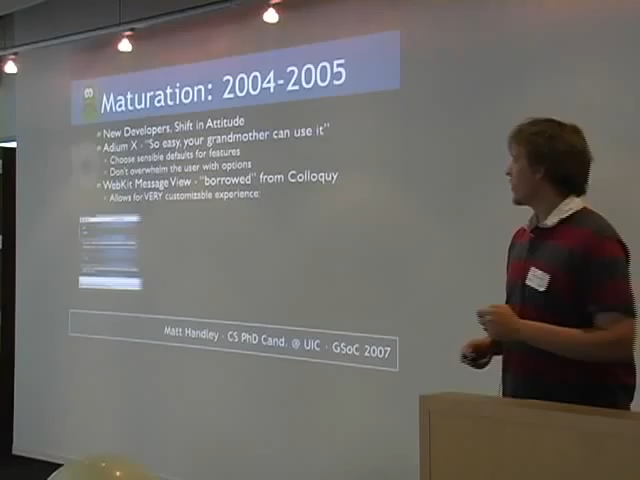 Maturation: 2004-2005
New Developers, Shift in Attitude
Adium X - "So easy, your grandmother can use it"
Choose sensible defaults for features
Don't overwhelm the user with options
WebKit Message View - "borrowed" from Colloquy
Allows for VERY customizable experience:
Matt Handley · CS PhD Cand. @ UIC · GSoC 2007